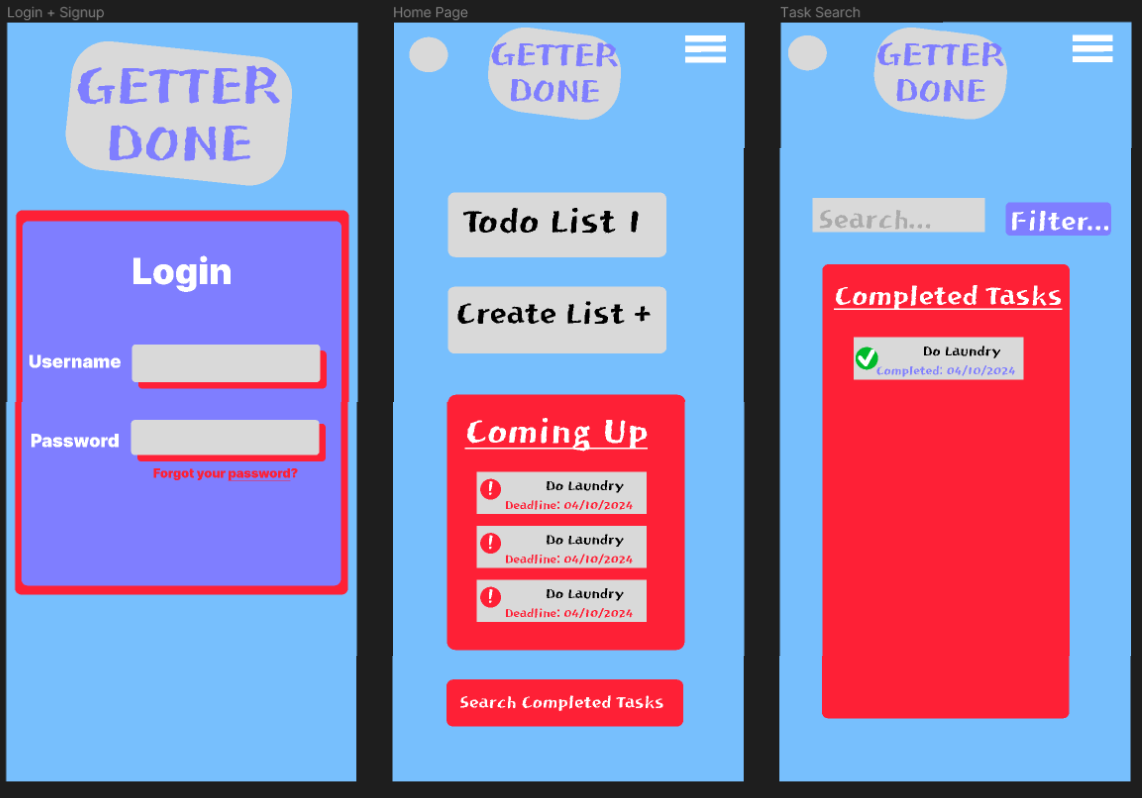 Login + Signup
GETTER
DONE
Login
Username
Password
Forgot your password?
Home Page
GETTER
DONE
Todo List 1
Create List +
Coming Up
!
Do Laundry
Deadline: 04/10/2024
!
Do Laundry
Deadline: 04/10/2024
!
Do Laundry
Deadline: 04/10/2024
Search Completed Tasks
Task Search
GETTER
DONE
Search...
Filter...
Completed Tasks
Do Laundry
Completed: 04/10/2024